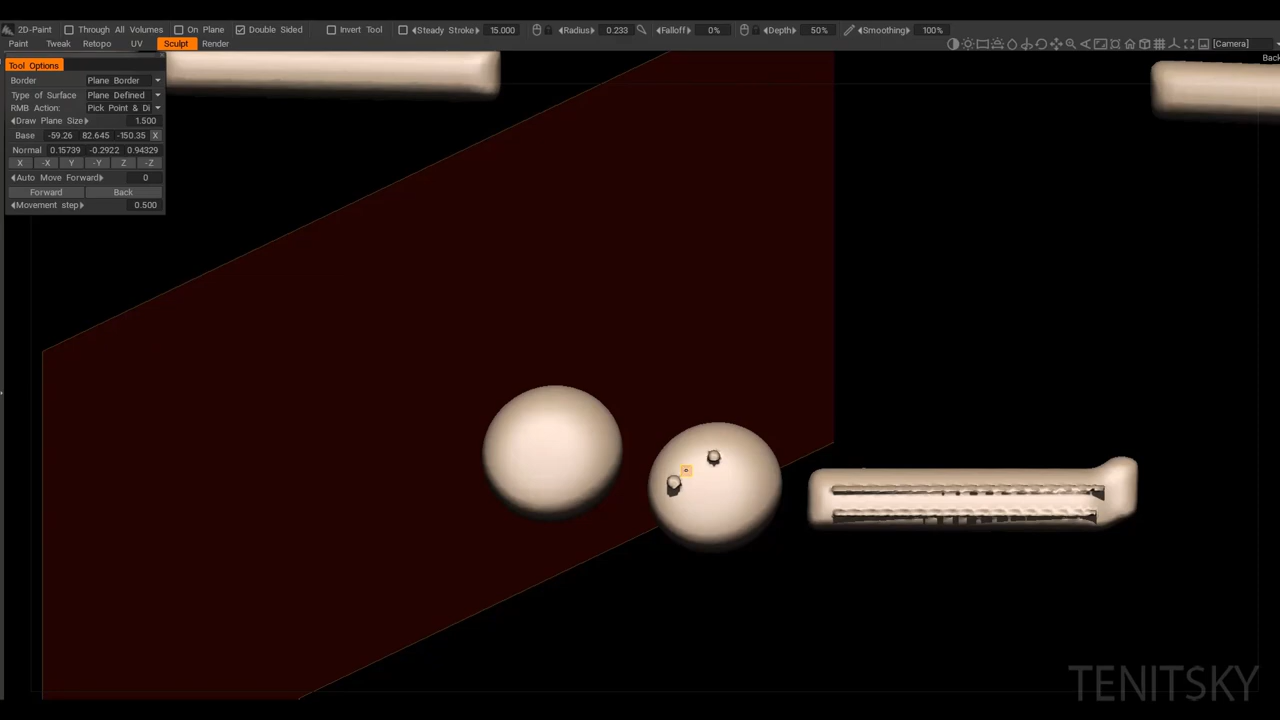 2D-Paint Through All Volumes On Plane Double Sided Invert Tool Steady Stroke 15.000 Radius 0.233 Falloff 0% Depth 50% Smoothing 100%
Paint Tweak Retopo UV Sculpt Render [Camera]
Back
Tool Options
Border Plane Border
Type of Surface Plane Defined
RMB Action: Pick Point & Di
Draw Plane Size 1.500
Base -59.26 82.645 -150.35 X
Normal 0.15739 -0.2922 0.94329
X -X Y -Y Z -Z
Auto Move Forward 0
Forward Back
Movement step 0.500
TENITSKY